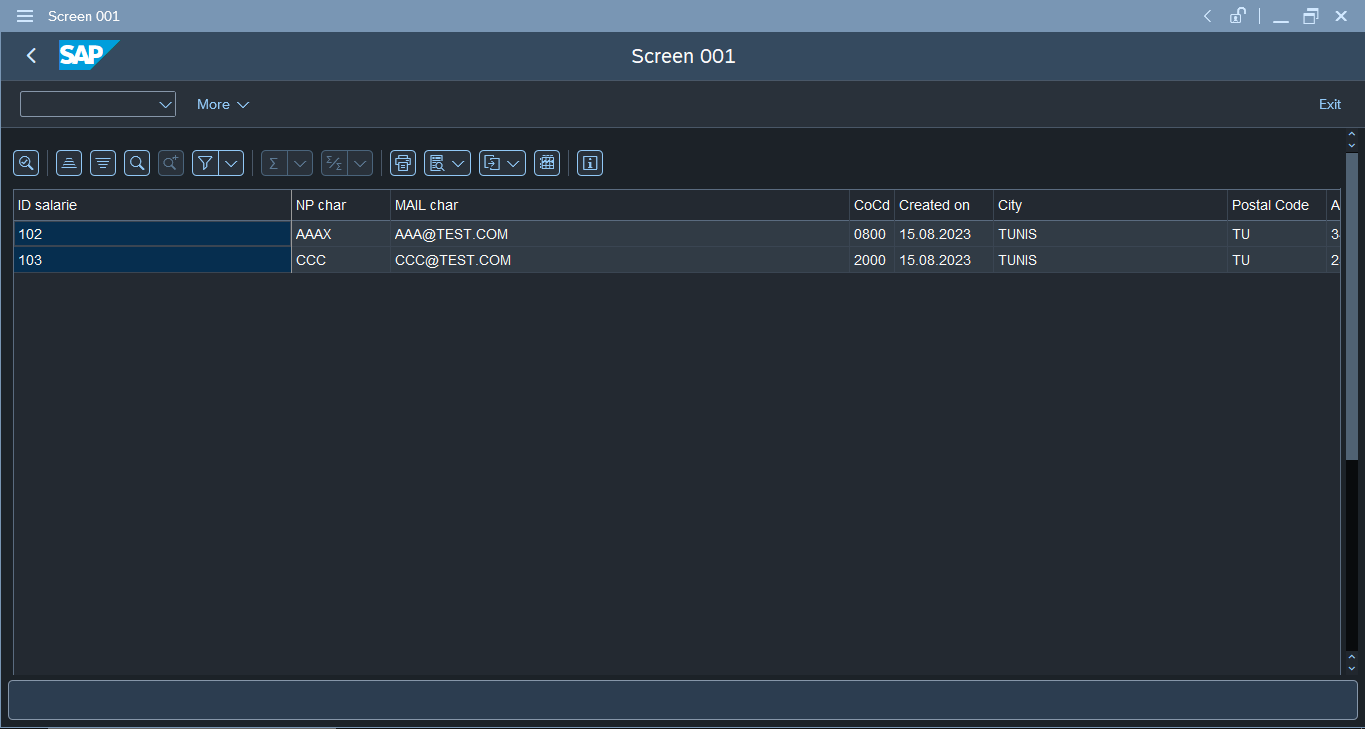 Screen 001
SAP Screen 001
More Exit
ID salarie NP char MAIL char CoCd Created on City Postal Code A
102 AAAX AAA@TEST.COM 0800 15.08.2023 TUNIS TU 3
103 CCC CCC@TEST.COM 2000 15.08.2023 TUNIS TU 2